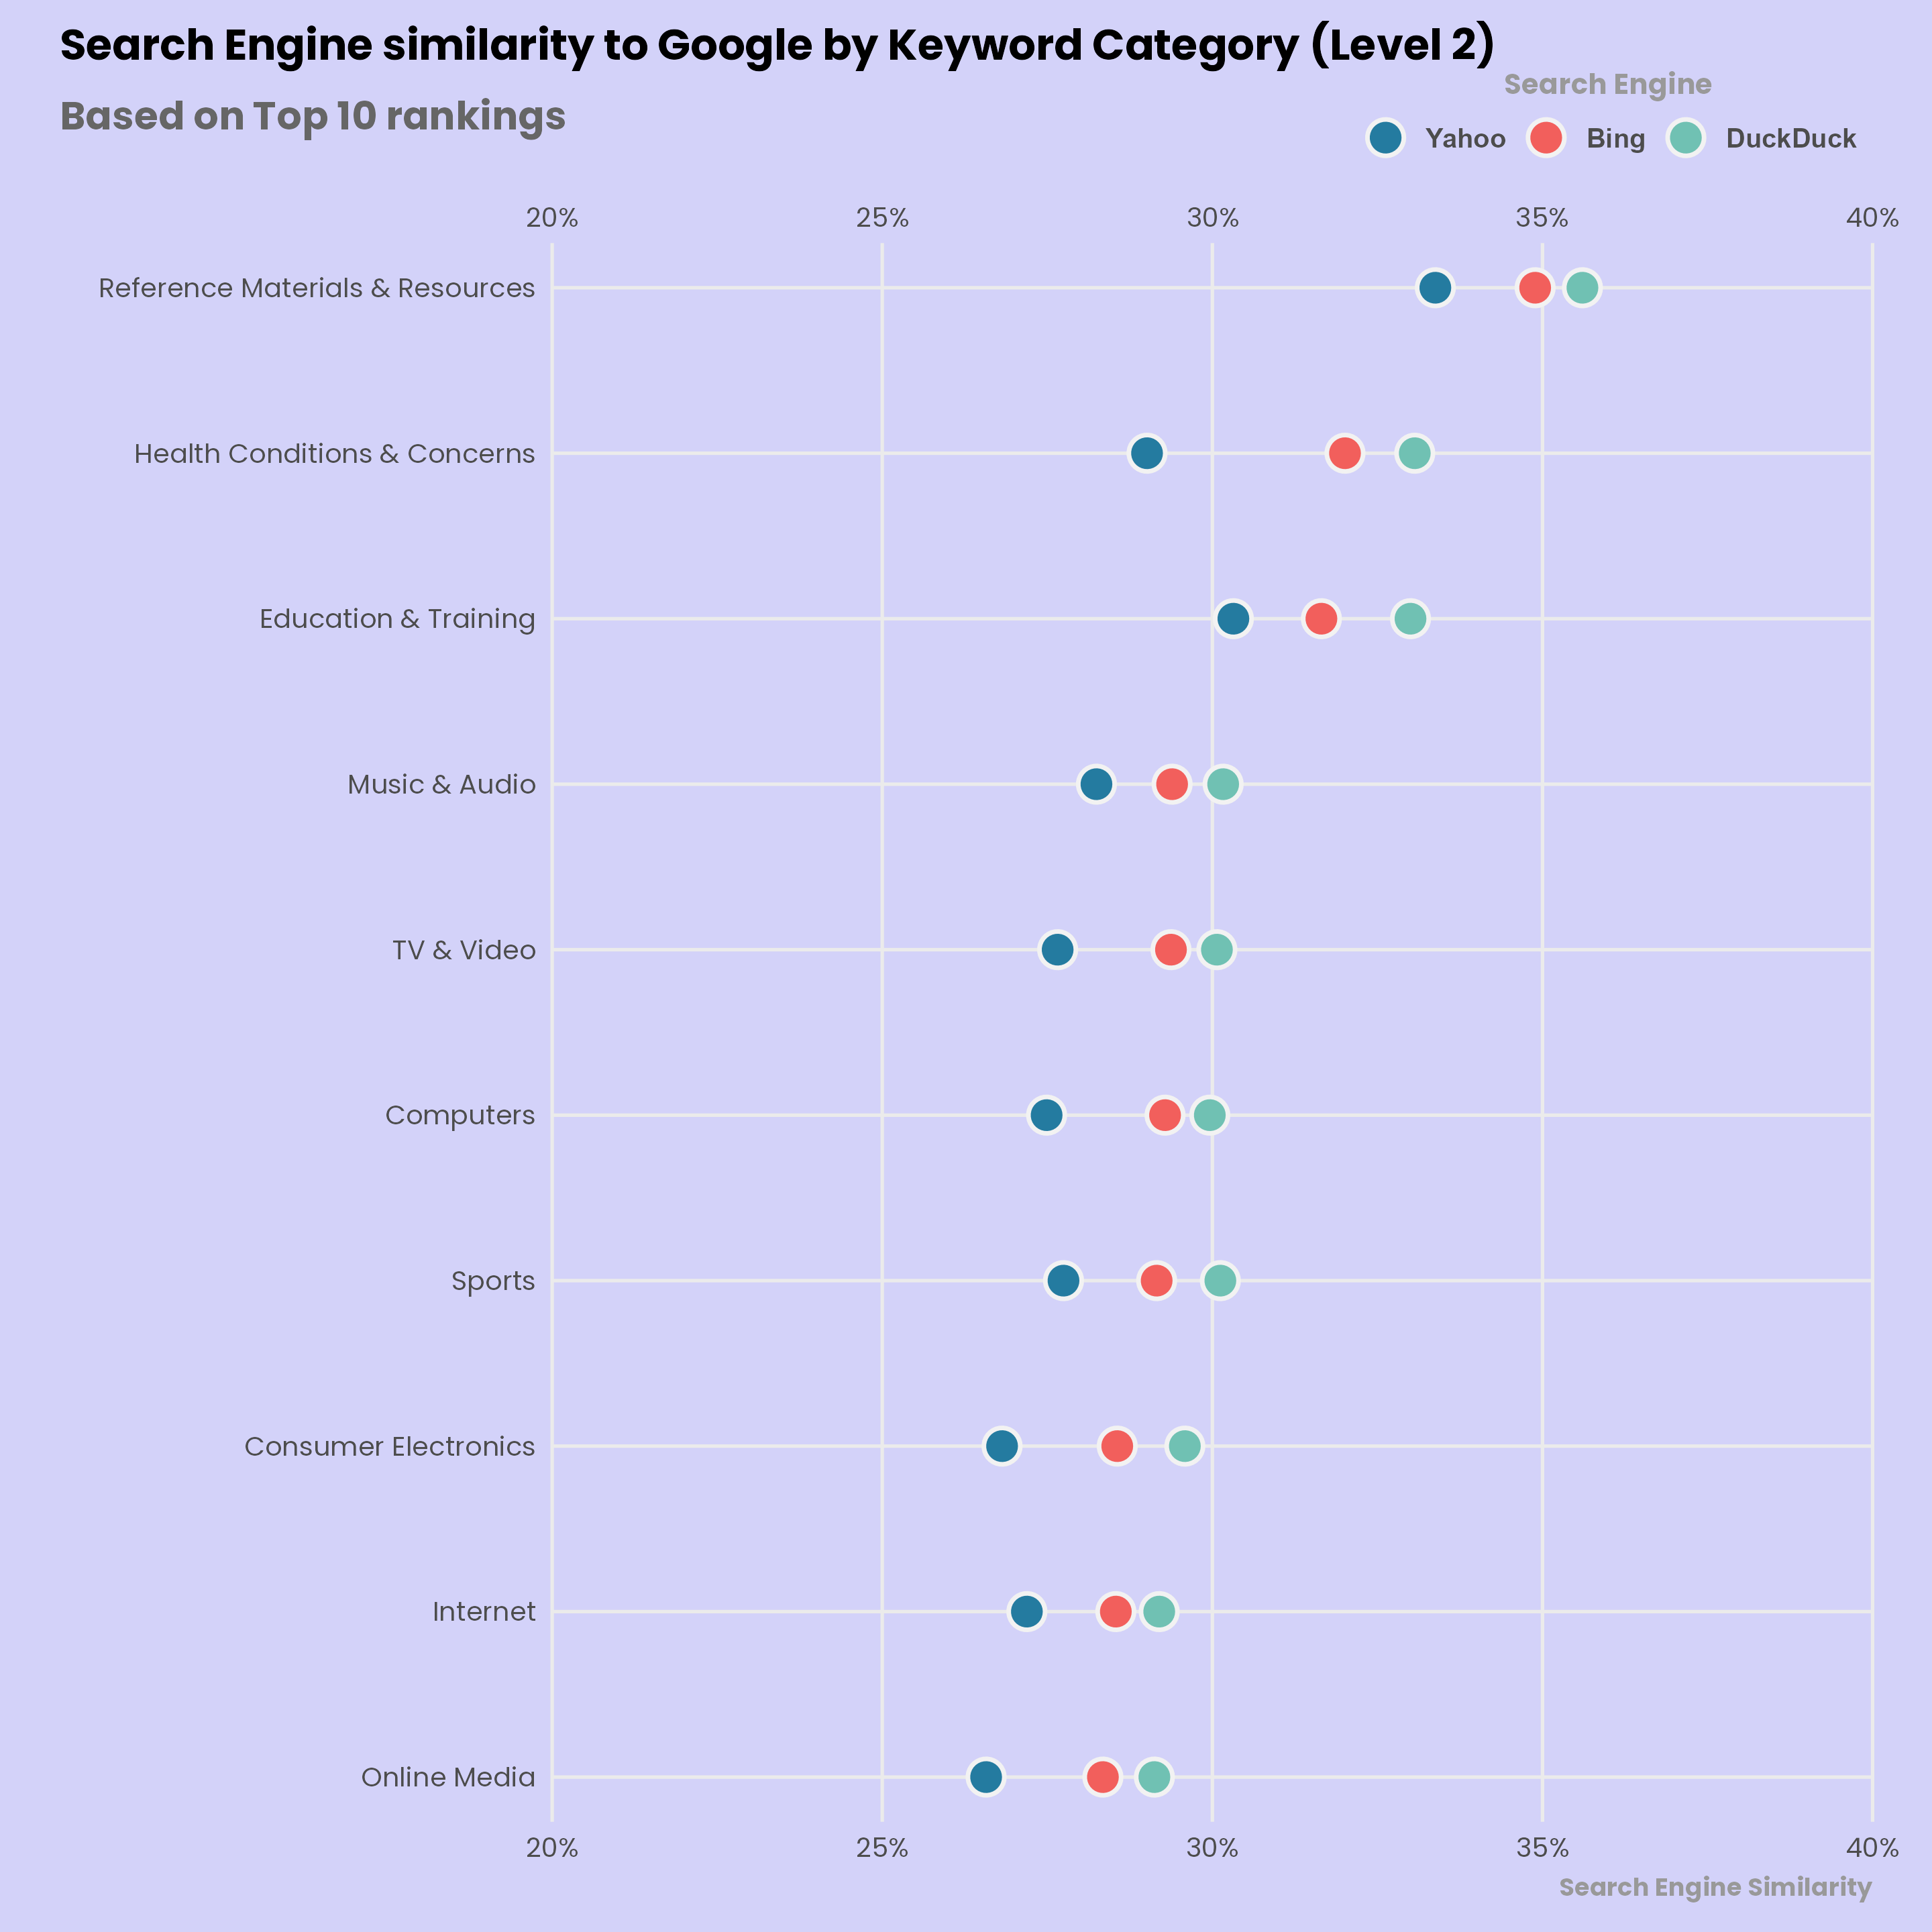 Search Engine similarity to Google by Keyword Category (Level 2)
Based on Top 10 rankings
Search Engine
Yahoo Bing DuckDuck
20% 25% 30% 35% 40%
Reference Materials & Resources
Health Conditions & Concerns
Education & Training
Music & Audio
TV & Video
Computers
Sports
Consumer Electronics
Internet
Online Media
20% 25% 30% 35% 40%
Search Engine Similarity